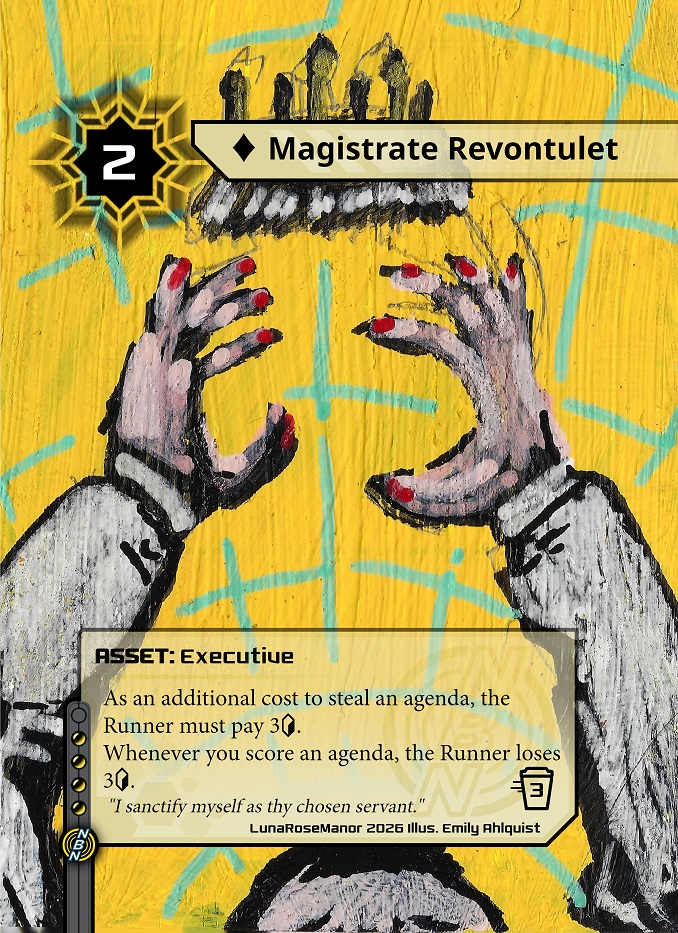 2
♦ Magistrate Revontulet
ASSET: Executive
As an additional cost to steal an agenda, the
Runner must pay 3.
Whenever you score an agenda, the Runner loses
3.
"I sanctify myself as thy chosen servant."
3
LunaRoseManor 2026 Illus. Emily Ahlquist
NBN